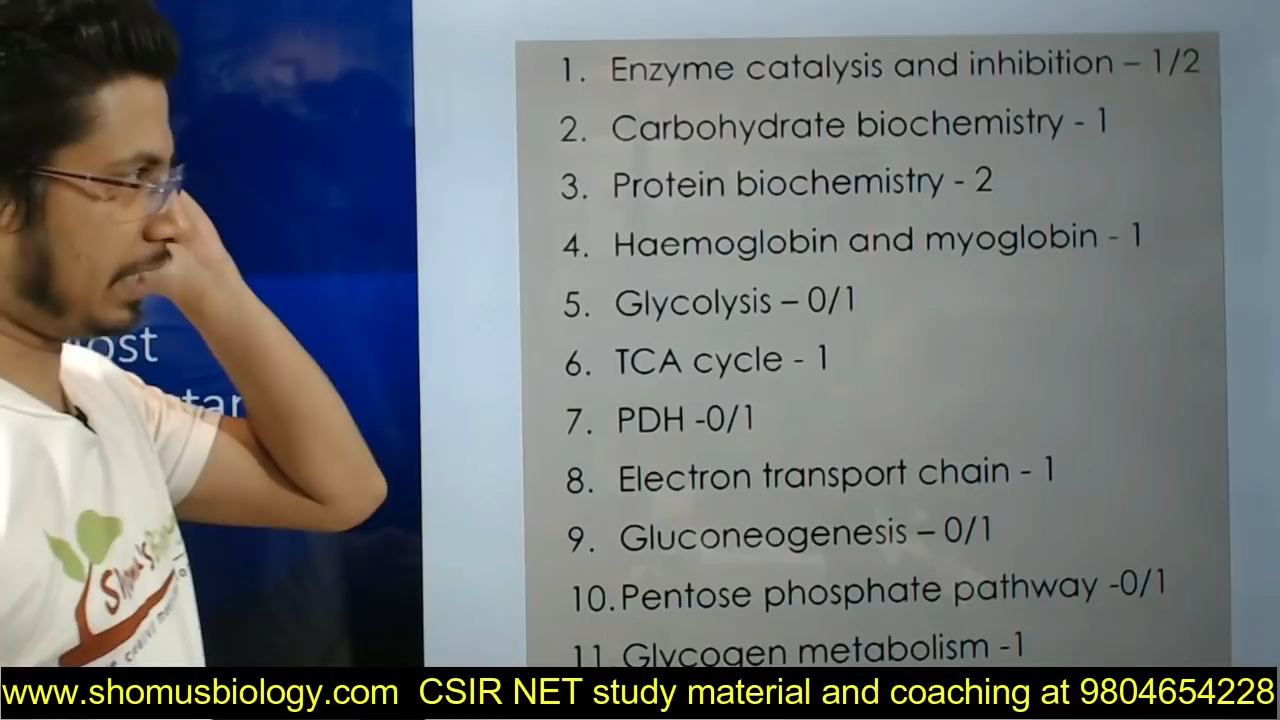 1. Enzyme catalysis and inhibition – 1/2
2. Carbohydrate biochemistry - 1
3. Protein biochemistry - 2
4. Haemoglobin and myoglobin - 1
5. Glycolysis – 0/1
6. TCA cycle - 1
7. PDH -0/1
8. Electron transport chain - 1
9. Gluconeogenesis – 0/1
10. Pentose phosphate pathway -0/1
11. Glycogen metabolism -1
Shomu's
www.shomusbiology.com CSIR NET study material and coaching at 9804654228